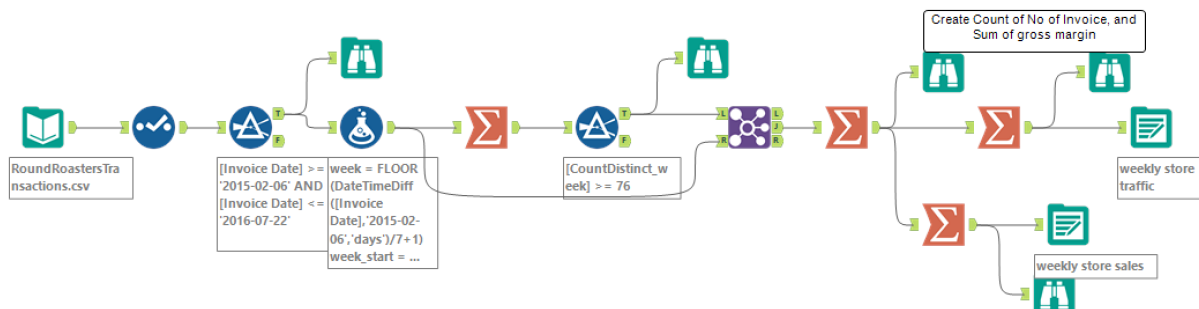 Create Count of No of Invoice, and
Sum of gross margin
T
F
T
F
L
R
L
J
R
RoundRoastersTra
nsactions.csv
[Invoice Date] >=
'2015-02-06' AND
[Invoice Date] <=
'2016-07-22'
week = FLOOR
(DateTimeDiff
([Invoice
Date],'2015-02-
06','days')/7+1)
week_start = ...
[CountDistinct_w
eek] >= 76
weekly store
traffic
weekly store sales